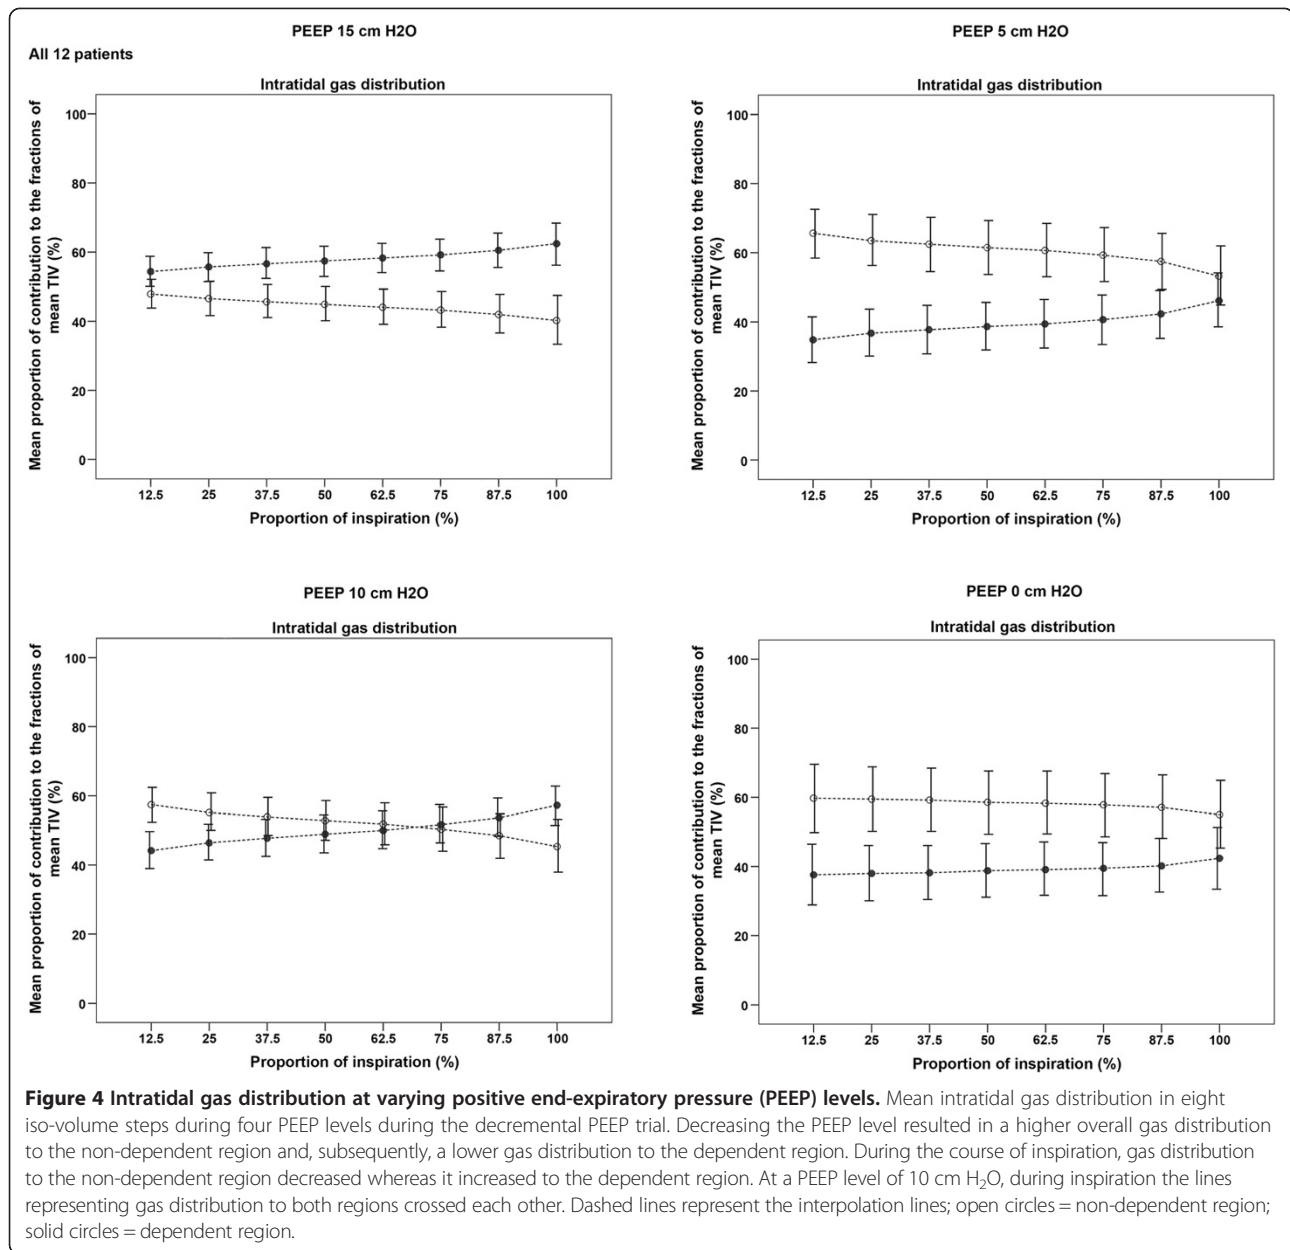 PEEP 15 cm H2O
All 12 patients
Intratidal gas distribution
Mean proportion of contribution to the fractions of
mean TIV (%)
100
80
60
40
20
0
12.5 25 37.5 50 62.5 75 87.5 100
Proportion of inspiration (%)
PEEP 5 cm H2O
Intratidal gas distribution
Mean proportion of contribution to the fractions of
mean TIV (%)
100
80
60
40
20
0
12.5 25 37.5 50 62.5 75 87.5 100
Proportion of inspiration (%)
PEEP 10 cm H2O
Intratidal gas distribution
Mean proportion of contribution to the fractions of
mean TIV (%)
100
80
60
40
20
0
12.5 25 37.5 50 62.5 75 87.5 100
Proportion of inspiration (%)
PEEP 0 cm H2O
Intratidal gas distribution
Mean proportion of contribution to the fractions of
mean TIV (%)
100
80
60
40
20
0
12.5 25 37.5 50 62.5 75 87.5 100
Proportion of inspiration (%)
Figure 4 Intratidal gas distribution at varying positive end-expiratory pressure (PEEP) levels. Mean intratidal gas distribution in eight
iso-volume steps during four PEEP levels during the decremental PEEP trial. Decreasing the PEEP level resulted in a higher overall gas distribution
to the non-dependent region and, subsequently, a lower gas distribution to the dependent region. During the course of inspiration, gas distribution
to the non-dependent region decreased whereas it increased to the dependent region. At a PEEP level of 10 cm H₂O, during inspiration the lines
representing gas distribution to both regions crossed each other. Dashed lines represent the interpolation lines; open circles = non-dependent region;
solid circles = dependent region.